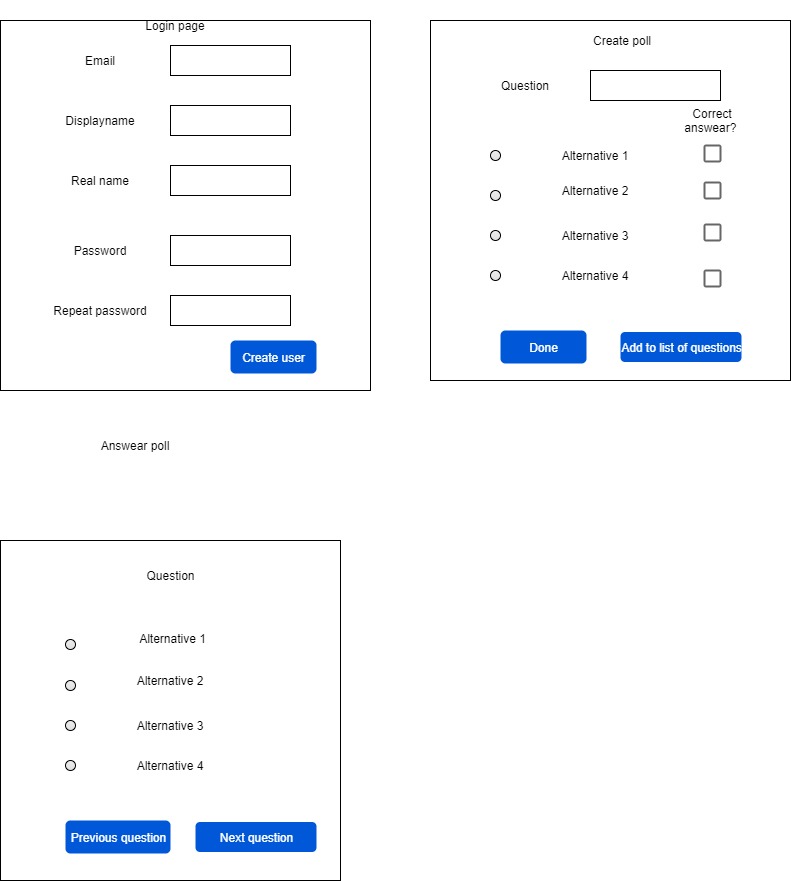 Login page
Email
Displayname
Real name
Password
Repeat password
Create user
Create poll
Question
Correct
answear?
Alternative 1
Alternative 2
Alternative 3
Alternative 4
Done
Add to list of questions
Answear poll
Question
Alternative 1
Alternative 2
Alternative 3
Alternative 4
Previous question
Next question